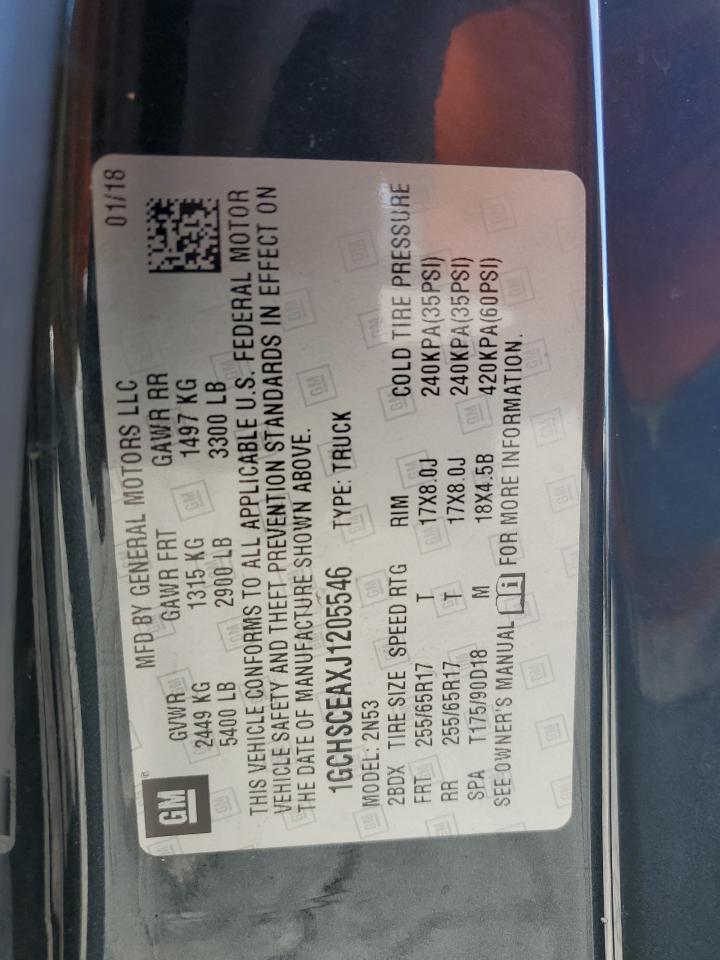 GM
MFD BY GENERAL MOTORS LLC 01/18
GVWR GAWR FRT GAWR RR
2449 KG 1315 KG 1497 KG
5400 LB 2900 LB 3300 LB
THIS VEHICLE CONFORMS TO ALL APPLICABLE U.S. FEDERAL MOTOR
VEHICLE SAFETY AND THEFT PREVENTION STANDARDS IN EFFECT ON
THE DATE OF MANUFACTURE SHOWN ABOVE.
1GCHSCEAXJ1205546 TYPE: TRUCK
MODEL: 2N53
2BDX TIRE SIZE SPEED RTG RIM COLD TIRE PRESSURE
FRT 255/65R17 T 17X8.0J 240KPA(35PSI)
RR 255/65R17 T 17X8.0J 240KPA(35PSI)
SPA T175/90D18 M 18X4.5B 420KPA(60PSI)
SEE OWNER'S MANUAL FOR MORE INFORMATION.